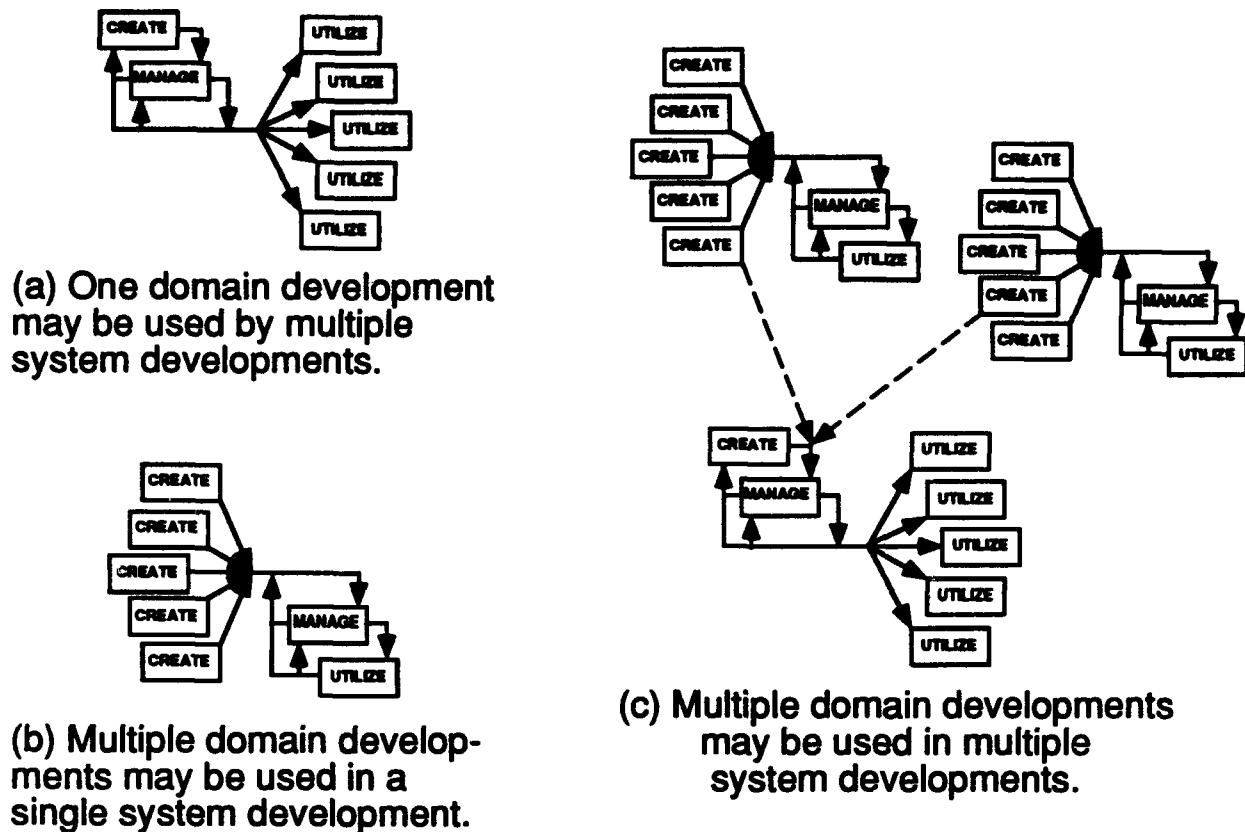 CREATE
MANAGE
UTILIZE
UTILIZE
UTILIZE
UTILIZE
UTILIZE
(a) One domain development
may be used by multiple
system developments.
CREATE
CREATE
CREATE
CREATE
CREATE
MANAGE
UTILIZE
(b) Multiple domain develop-
ments may be used in a
single system development.
CREATE
CREATE
CREATE
CREATE
CREATE
MANAGE
UTILIZE
CREATE
CREATE
CREATE
CREATE
CREATE
MANAGE
UTILIZE
CREATE
MANAGE
UTILIZE
UTILIZE
UTILIZE
UTILIZE
UTILIZE
(c) Multiple domain developments
may be used in multiple
system developments.